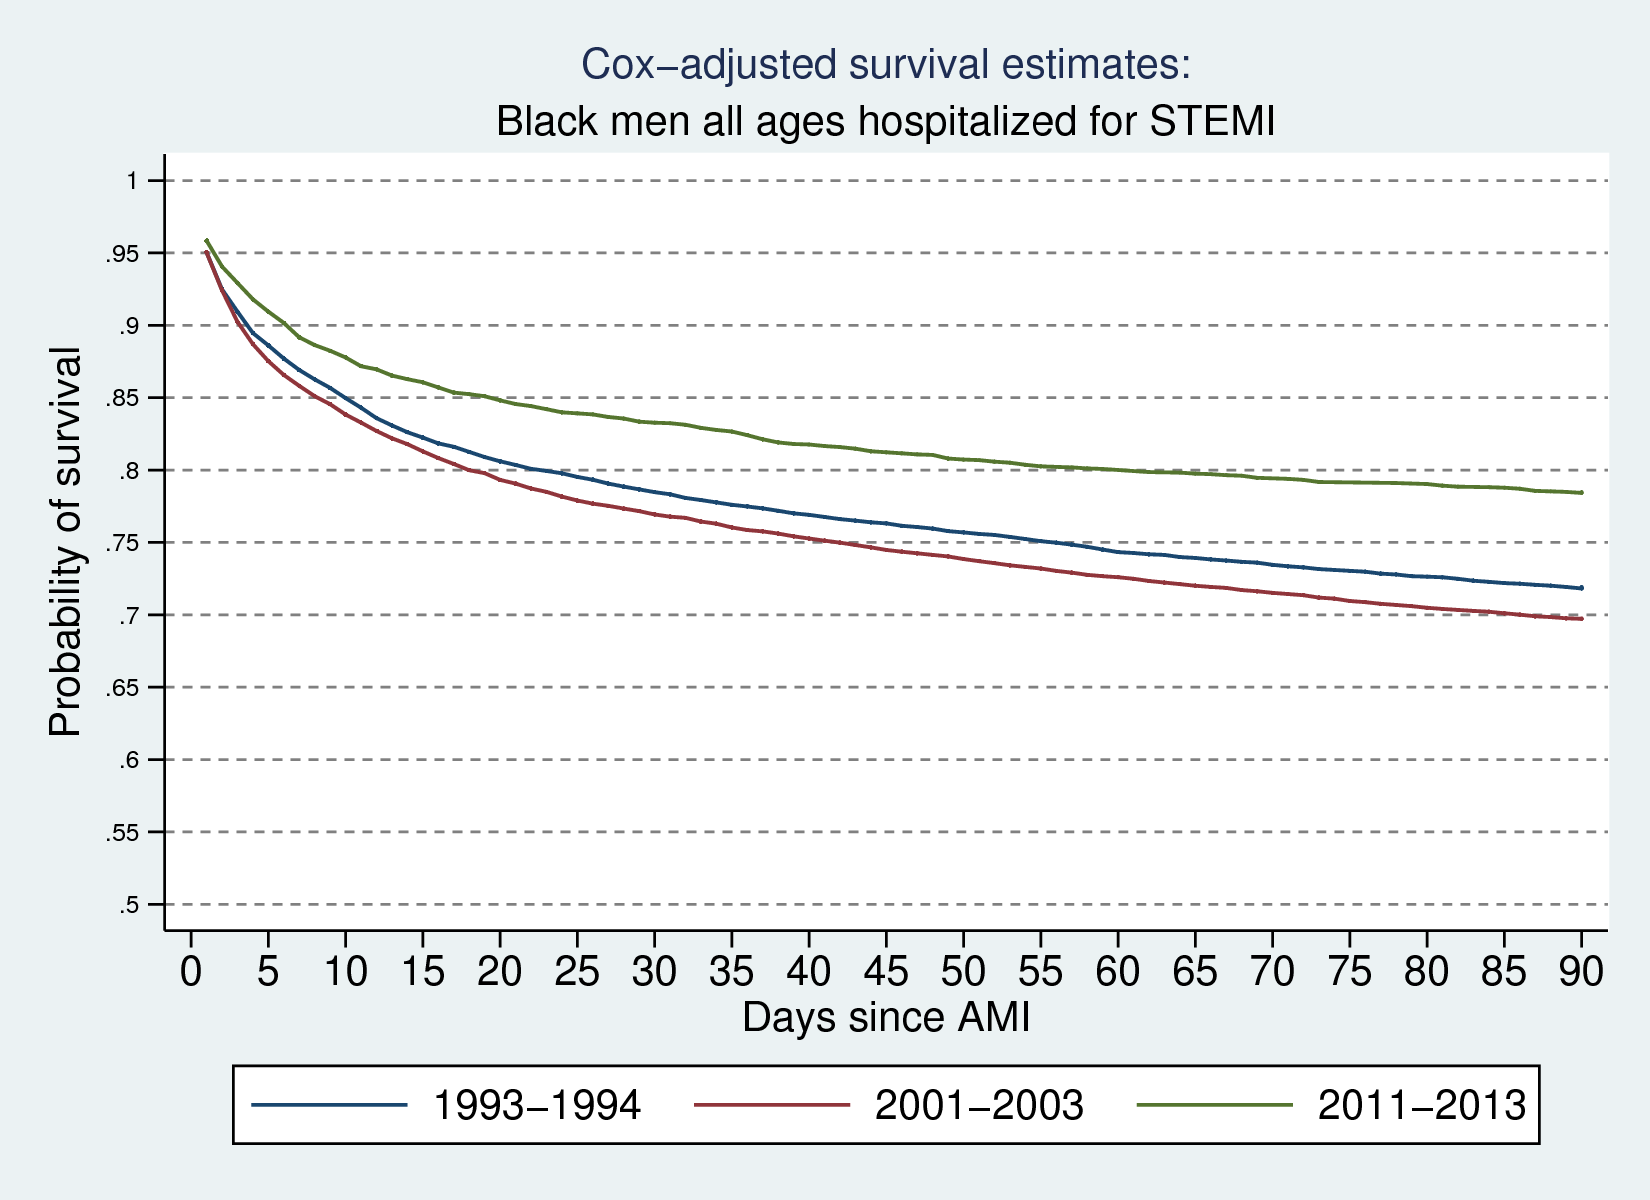 Cox−adjusted survival estimates:
Black men all ages hospitalized for STEMI
Probability of survival
1
.95
.9
.85
.8
.75
.7
.65
.6
.55
.5
0 5 10 15 20 25 30 35 40 45 50 55 60 65 70 75 80 85 90
Days since AMI
1993−1994 2001−2003 2011−2013